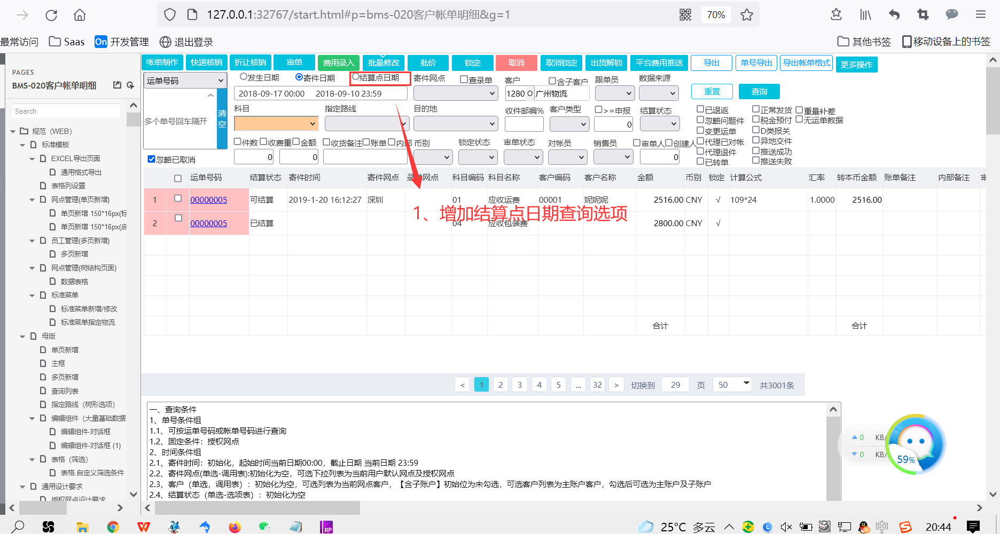 127.0.0.1:32767/start.html#p=bms-020客户帐单明细&g=1
70%
最常访问
Saas
On
开发管理
退出登录
其他书签
移动设备上的书签
PAGES
BMS-020客户帐单明细
Search
规范（WEB）
标准模板
EXCEL导出页面
通用格式导出
表格列设置
网点管理(单页新增)
单页新增 150*16px(标
单页新增 150*16px(启
员工管理(多页新增)
多页新增
网点管理(树结构页面)
数据表格
标准菜单
标准菜单新增/修改
标准菜单指定物流
母版
单页新增
主框
多页新增
查询列表
指定路线（树形选项）
编辑组件（大量基础数据
编辑组件-对话框
编辑组件-对话框 (1)
表格（筛选）
表格.自定义筛选条件
通用设计要求
授权网点设计要求
帐单制作 快速核销 折让核销 审单 费用录入 批量修改 批价 锁定 取消 取消锁定 出货解锁 平台费用推送 导出 单号导出 导出帐单格式 更多操作
运单号码
多个单号回车隔开
清空
忽略已取消
发生日期 寄件日期 结算点日期 寄件网点 查录单 客户 含子客户 跟单员 数据来源
2018-09-17 00:00 2018-09-10 23:59
1280 广州物流
重置 查询
科目 指定路线 目的地 收件邮编% 客户类型 >=申报 结算状态
0
件数 收费重 金额 收货备注 账单 内部 币别 锁定状态 审单状态 对帐员 销售员 审单人 创建人
0 0 0
已退返 正常发货 重量补差
忽略问题件 税金预付 无运单数据
变更运单 D类报关
代理已对帐 异地交件
代理退件 推送成功
已转单 推送失败
运单号码 结算状态 寄件时间 寄件网点 录单网点 科目编码 科目名称 客户编码 客户名称 金额 币别 锁定 计算公式 汇率 转本币金额 账单备注 内部备注 审
1 00000005 可结算 2019-1-20 16:12:27 深圳 01 应收运费 00001 妮妮妮 2516.00 CNY √ 109*24 1.0000 2516.00
1、增加结算点日期查询选项
2 00000005 已结算 04 应收包装费 2800.00 CNY √
合计 合计
< 1 2 3 4 5 ... 32 > 切换到 29 页 50 共3001条
一、查询条件
1、单号条件组
1.1、可按运单号码或帐单号码进行查询
1.2、固定条件：授权网点
2、时间条件组
2.1、寄件时间：初始化，起始时间当前日期00:00，截止日期 当前日期 23:59
2.2、寄件网点(单选-调用表):初始化为空，可选下拉列表为当前用户默认网点及授权网点
2.3、客户（单选，调用表）：初始化为空，可选列表为当前网点客户，【含子账户】初始位为未勾选，可选客户列表为主账户客户，勾选后可选为主账户及子账户
2.4、结算状态（单选-选项表）：初始化为空
0 KB/
0 KB/
59%
RP
25°C 多云
中
20:44